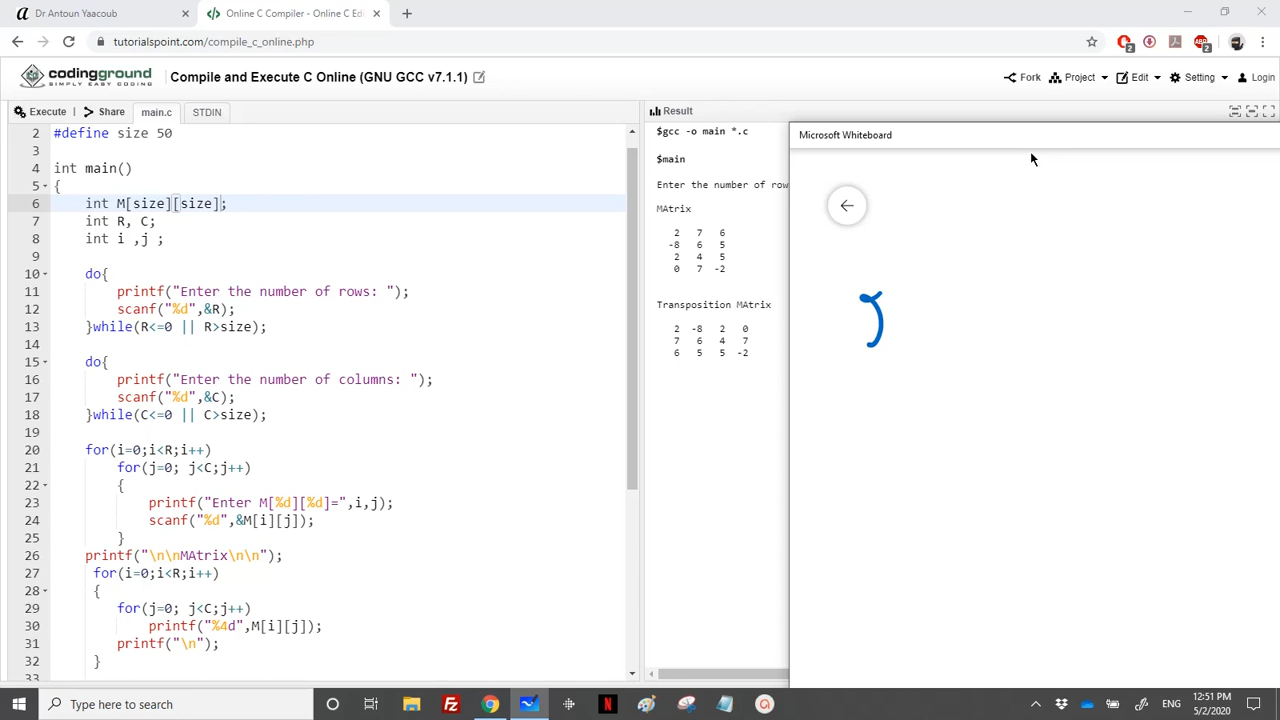 Dr Antoun Yaacoub
Online C Compiler - Online C Edi
tutorialspoint.com/compile_c_online.php
2
ABP
2
codingground
SIMPLY EASY CODING
Compile and Execute C Online (GNU GCC v7.1.1)
Fork
Project
Edit
Setting
Login
Execute
Share
main.c
STDIN
Result
2 #define size 50
3
4 int main()
5 {
6 int M[size][size];
7 int R, C;
8 int i ,j ;
9
10 do{
11 printf("Enter the number of rows: ");
12 scanf("%d",&R);
13 }while(R<=0 || R>size);
14
15 do{
16 printf("Enter the number of columns: ");
17 scanf("%d",&C);
18 }while(C<=0 || C>size);
19
20 for(i=0;i<R;i++)
21 for(j=0; j<C;j++)
22 {
23 printf("Enter M[%d][%d]=",i,j);
24 scanf("%d",&M[i][j]);
25 }
26 printf("\n\nMAtrix\n\n");
27 for(i=0;i<R;i++)
28 {
29 for(j=0; j<C;j++)
30 printf("%4d",M[i][j]);
31 printf("\n");
32 }
33
$gcc -o main *.c
$main
Enter the number of row
MAtrix
2 7 6
-8 6 5
2 4 5
0 7 -2
Transposition MAtrix
2 -8 2 0
7 6 4 7
6 5 5 -2
Microsoft Whiteboard
Type here to search
ENG
12:51 PM
5/2/2020